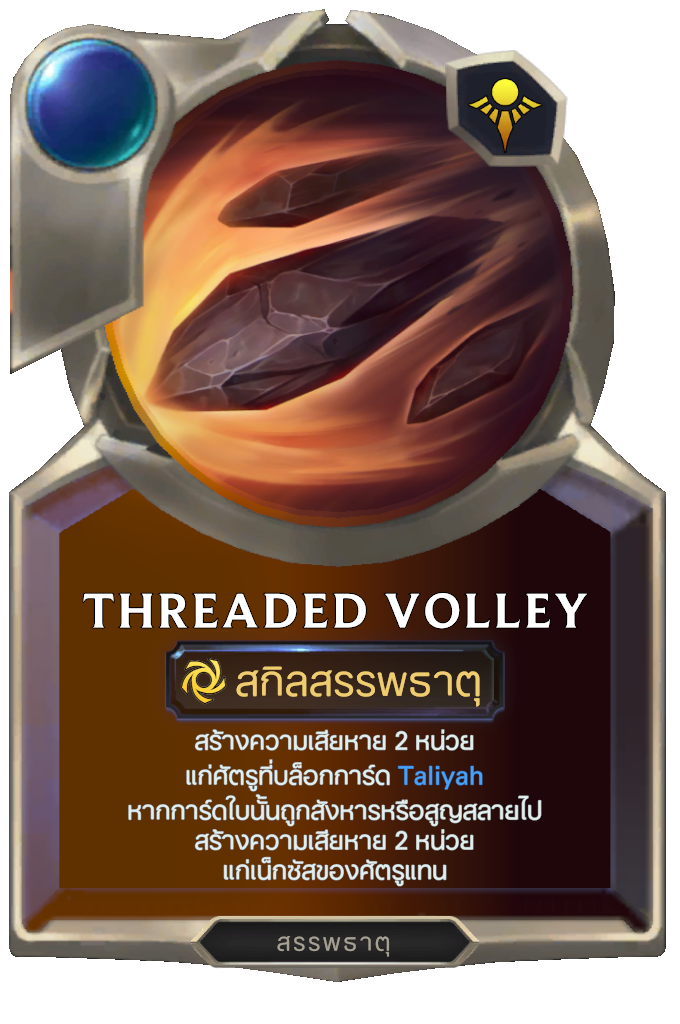 THREADED VOLLEY
สกิลสรรพธาตุ
สร้างความเสียหาย 2 หน่วย
แก่ศัตรูที่บล็อกการ์ด Taliyah
หากการ์ดใบนั้นถูกสังหารหรือสูญสลายไป
สร้างความเสียหาย 2 หน่วย
แก่เน็กซัสของศัตรูแทน
สรรพธาตุ